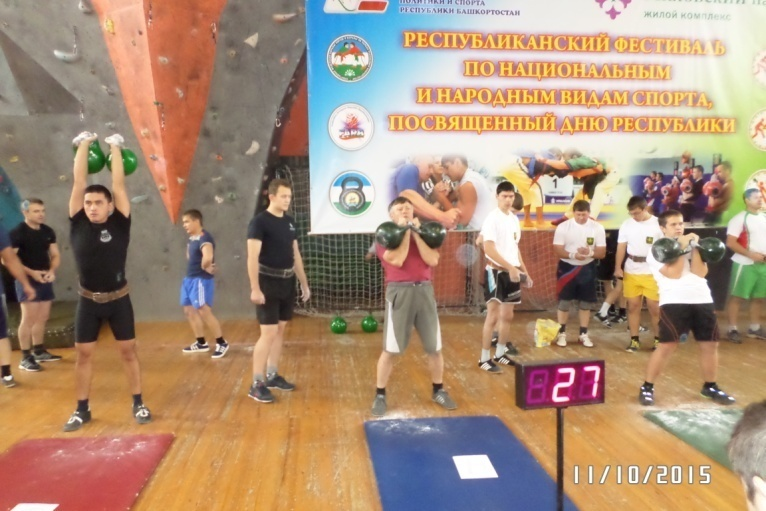 ПОЛИТИКИ И СПОРТА
РЕСПУБЛИКИ БАШКОРТОСТАН
ЖИЛОЙ КОМПЛЕКС
РЕСПУБЛИКАНСКИЙ ФЕСТИВАЛЬ
ПО НАЦИОНАЛЬНЫМ
И НАРОДНЫМ ВИДАМ СПОРТА,
ПОСВЯЩЕННЫЙ ДНЮ РЕСПУБЛИКИ
1
27
11/10/2015